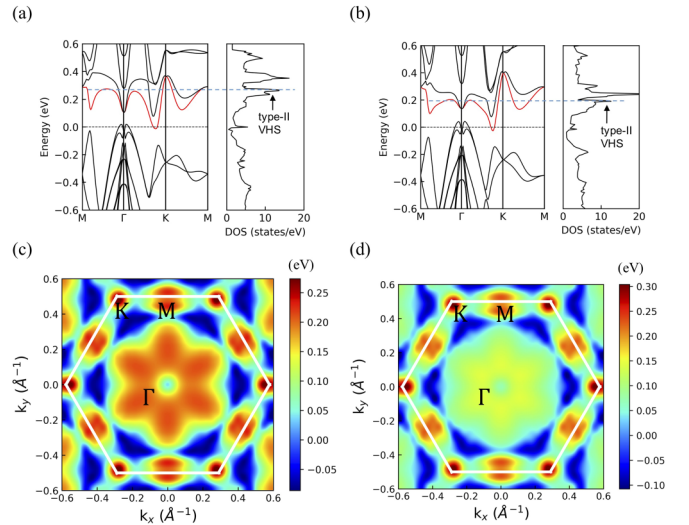 (a)
(b)
0.6
0.4
0.2
0.0
−0.2
−0.4
−0.6
Energy (eV)
M
Γ
K
M
type-II
VHS
0
10
20
DOS (states/eV)
0.6
0.4
0.2
0.0
−0.2
−0.4
−0.6
Energy (eV)
M
Γ
K
M
type-II
VHS
0
10
20
DOS (states/eV)
(c)
(d)
(eV)
0.6
0.4
0.2
0.0
−0.2
−0.4
−0.6
ky (Å−1)
K
M
Γ
−0.6
−0.4
−0.2
0.0
0.2
0.4
0.6
kx (Å−1)
0.25
0.20
0.15
0.10
0.05
0.00
−0.05
(eV)
0.6
0.4
0.2
0.0
−0.2
−0.4
−0.6
ky (Å−1)
K
M
Γ
−0.6
−0.4
−0.2
0.0
0.2
0.4
0.6
kx (Å−1)
0.30
0.25
0.20
0.15
0.10
0.05
0.00
−0.05
−0.10